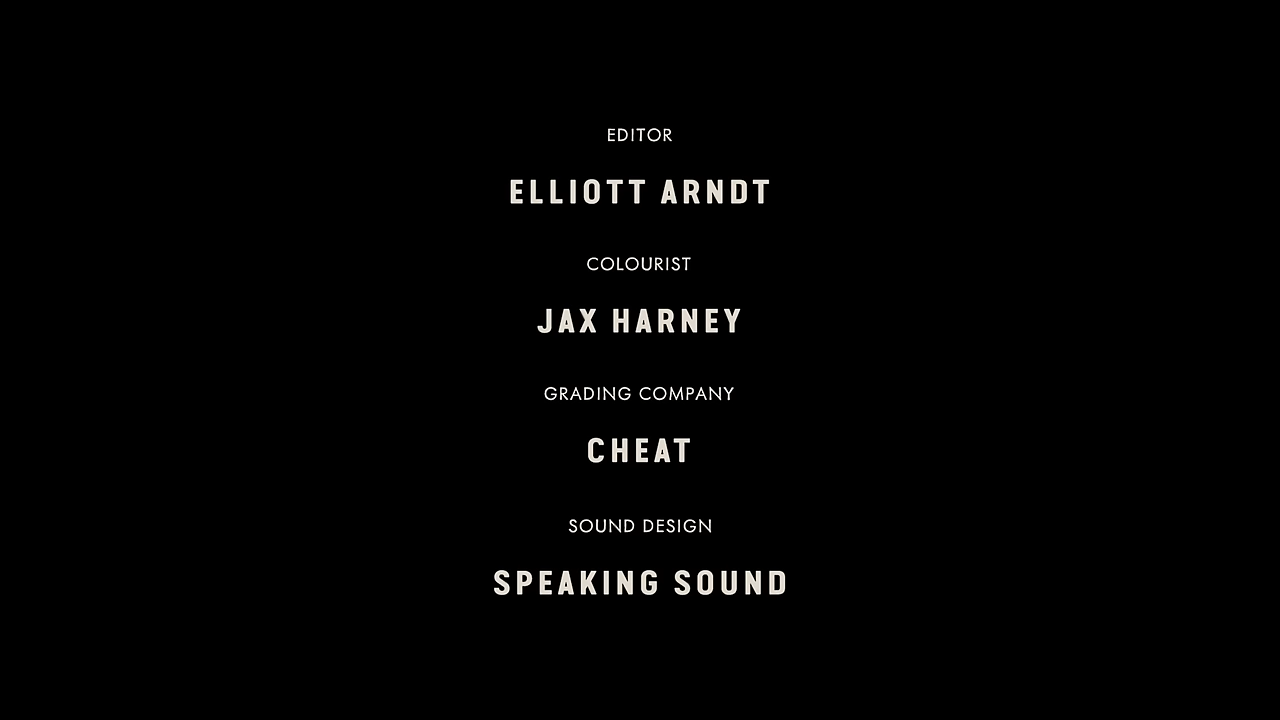 EDITOR
ELLIOTT ARNDT
COLOURIST
JAX HARNEY
GRADING COMPANY
CHEAT
SOUND DESIGN
SPEAKING SOUND